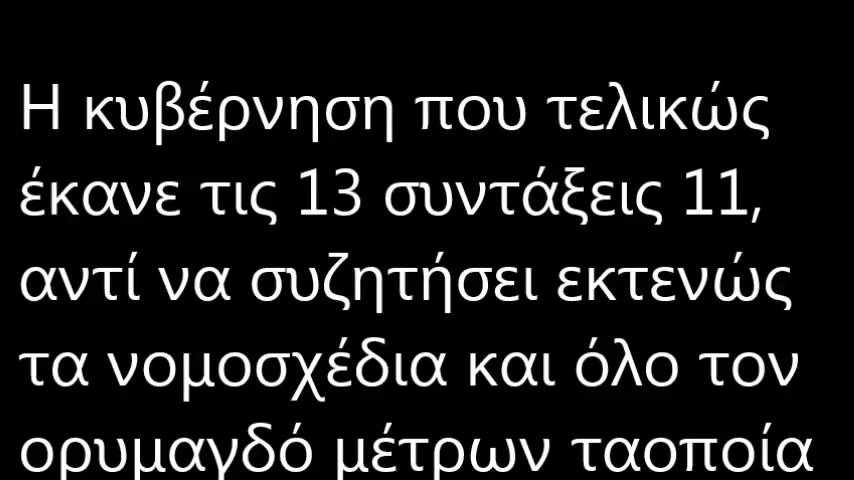 Η κυβέρνηση που τελικώς
έκανε τις 13 συντάξεις 11,
αντί να συζητήσει εκτενώς
τα νομοσχέδια και όλο τον
ορυμαγδό μέτρων ταοποία